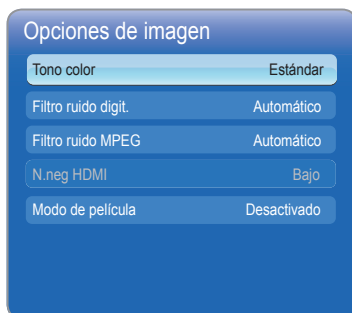 Opciones de imagen
Tono color Estándar
Filtro ruido digit. Automático
Filtro ruido MPEG Automático
N.neg HDMI Bajo
Modo de película Desactivado